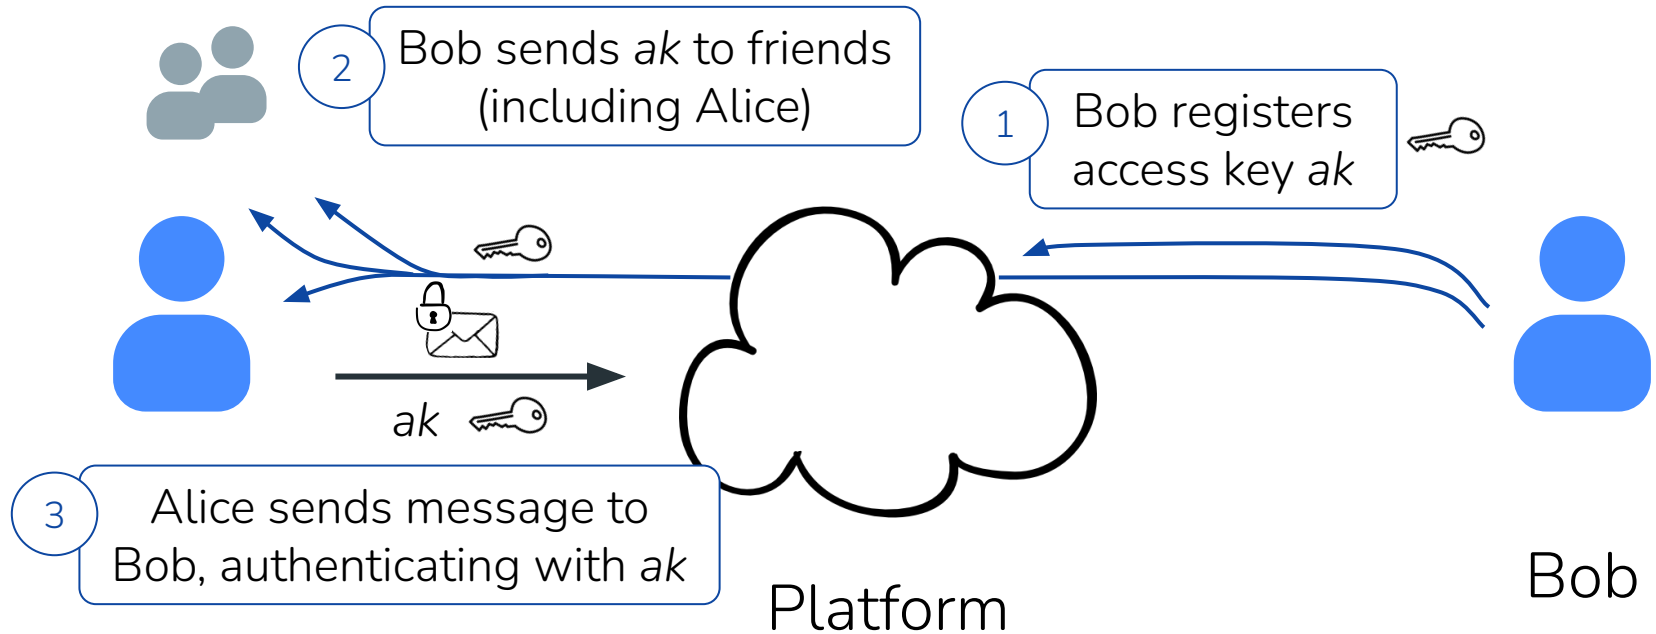 2
Bob sends ak to friends
(including Alice)
1
Bob registers
access key ak
ak
3
Alice sends message to
Bob, authenticating with ak
Platform
Bob